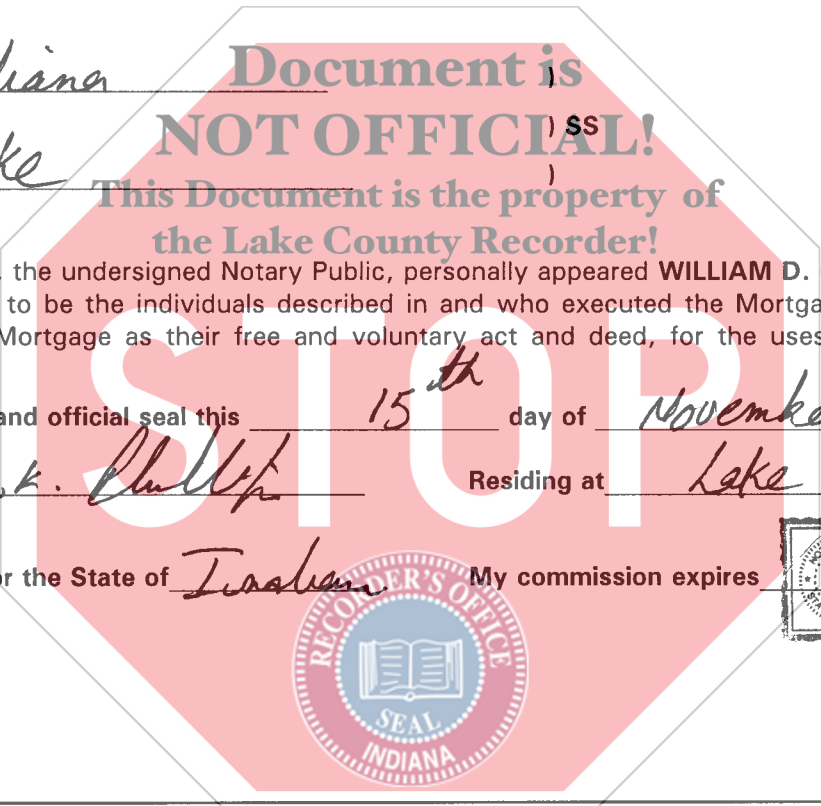 Document is
diana )
NOT OFFICIAL! ) SS
ke )
This Document is the property of
the Lake County Recorder!
the undersigned Notary Public, personally appeared WILLIAM D.
to be the individuals described in and who executed the Mortga
Mortgage as their free and voluntary act and deed, for the uses
STOP
and official seal this 15th day of Novembe
k. Residing at Lake
r the State of Indiana My commission expires
RECORDER'S OFFICE
SEAL
INDIANA